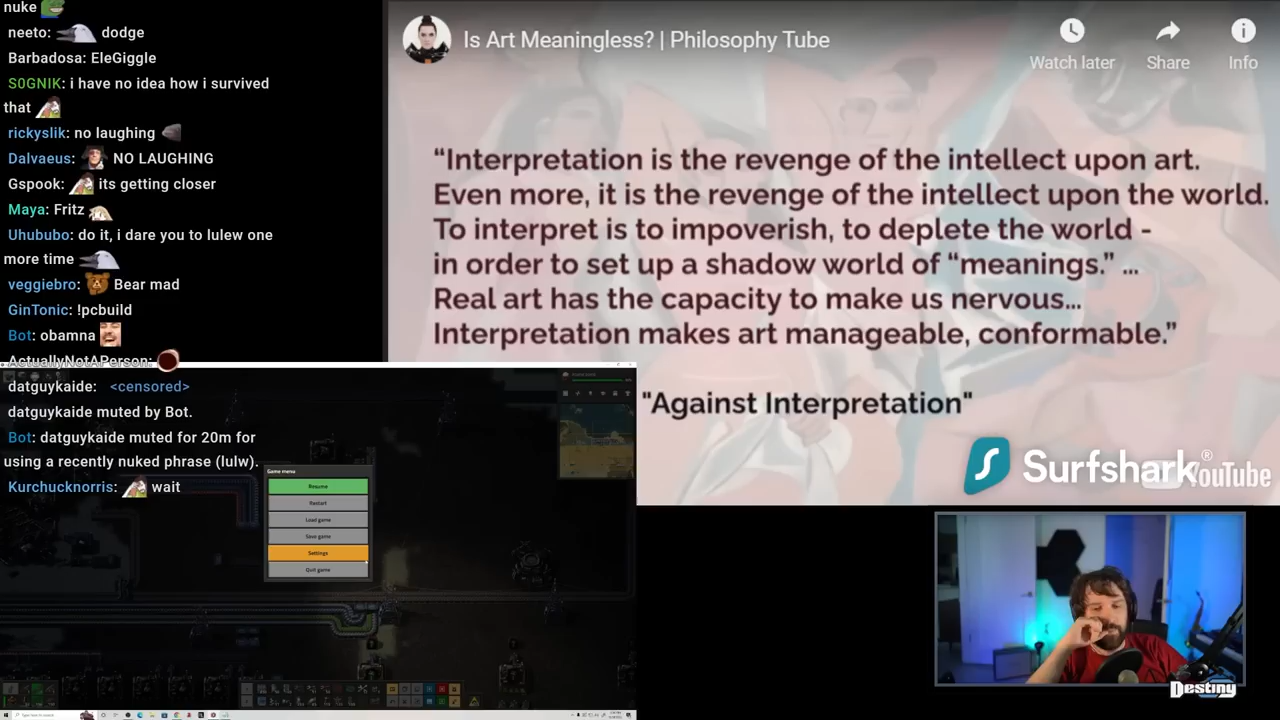 nuke
neeto: dodge
Barbadosa: EleGiggle
S0GNIK: i have no idea how i survived
that
rickyslik: no laughing
Dalvaeus: NO LAUGHING
Gspook: its getting closer
Maya: Fritz
Uhububo: do it, i dare you to lulew one
more time
veggiebro: Bear mad
GinTonic: !pcbuild
Bot: obamna
ActuallyNotAPerson:
datguykaide: <censored>
datguykaide muted by Bot.
Bot: datguykaide muted for 20m for
using a recently nuked phrase (lulw).
Kurchucknorris: wait
Is Art Meaningless? | Philosophy Tube
Watch later
Share
Info
“Interpretation is the revenge of the intellect upon art.
Even more, it is the revenge of the intellect upon the world.
To interpret is to impoverish, to deplete the world -
in order to set up a shadow world of “meanings.” ...
Real art has the capacity to make us nervous...
Interpretation makes art manageable, conformable.”
"Against Interpretation"
Surfshark®
YouTube
Game menu
Resume
Restart
Load game
Save game
Settings
Quit game
Destiny